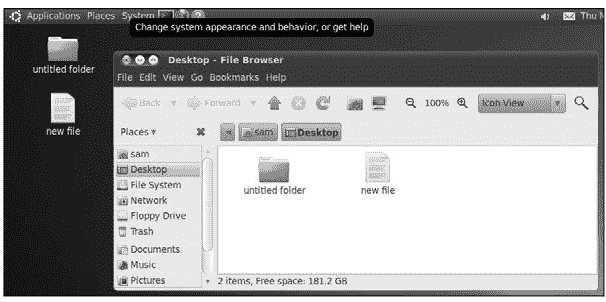 Applications Places System Thu
Change system appearance and behavior, or get help
untitled folder
new file
Desktop - File Browser
File Edit View Go Bookmarks Help
Back Forward 100% Icon View
Places
sam Desktop
sam
Desktop
File System
Network
Floppy Drive
Trash
Documents
Music
Pictures
untitled folder
new file
2 items, Free space: 181.2 GB